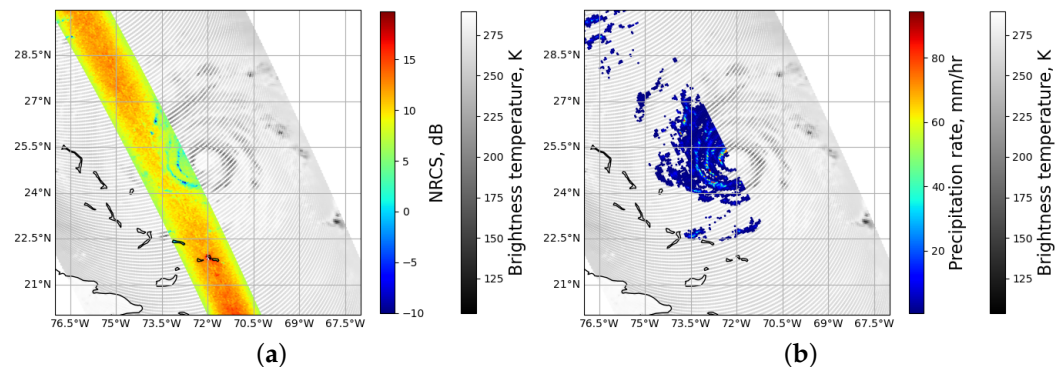 28.5°N
27°N
25.5°N
24°N
22.5°N
21°N
76.5°W 75°W 73.5°W 72°W 70.5°W 69°W 67.5°W
15
10
5
0
−5
−10
NRCS, dB
275
250
225
200
175
150
125
Brightness temperature, K
(a)
28.5°N
27°N
25.5°N
24°N
22.5°N
21°N
76.5°W 75°W 73.5°W 72°W 70.5°W 69°W 67.5°W
80
60
40
20
Precipitation rate, mm/hr
275
250
225
200
175
150
125
Brightness temperature, K
(b)